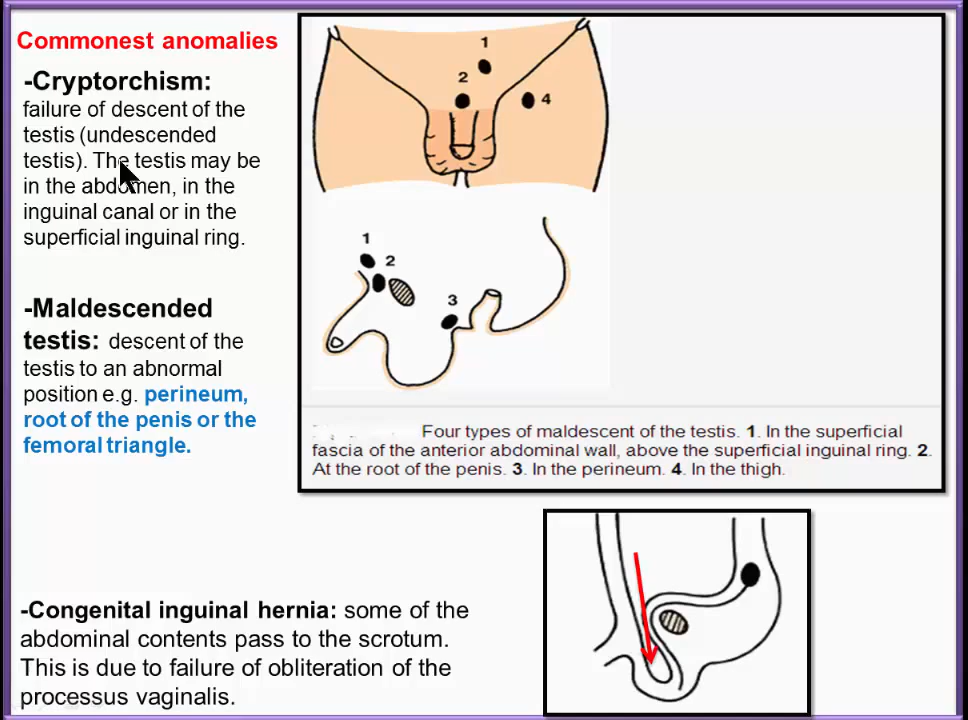 Commonest anomalies
-Cryptorchism:
failure of descent of the
testis (undescended
testis). The testis may be
in the abdomen, in the
inguinal canal or in the
superficial inguinal ring.
-Maldescended
testis: descent of the
testis to an abnormal
position e.g. perineum,
root of the penis or the
femoral triangle.
1
2
4
1
2
3
Four types of maldescent of the testis. 1. In the superficial
fascia of the anterior abdominal wall, above the superficial inguinal ring. 2.
At the root of the penis. 3. In the perineum. 4. In the thigh.
-Congenital inguinal hernia: some of the
abdominal contents pass to the scrotum.
This is due to failure of obliteration of the
processus vaginalis.